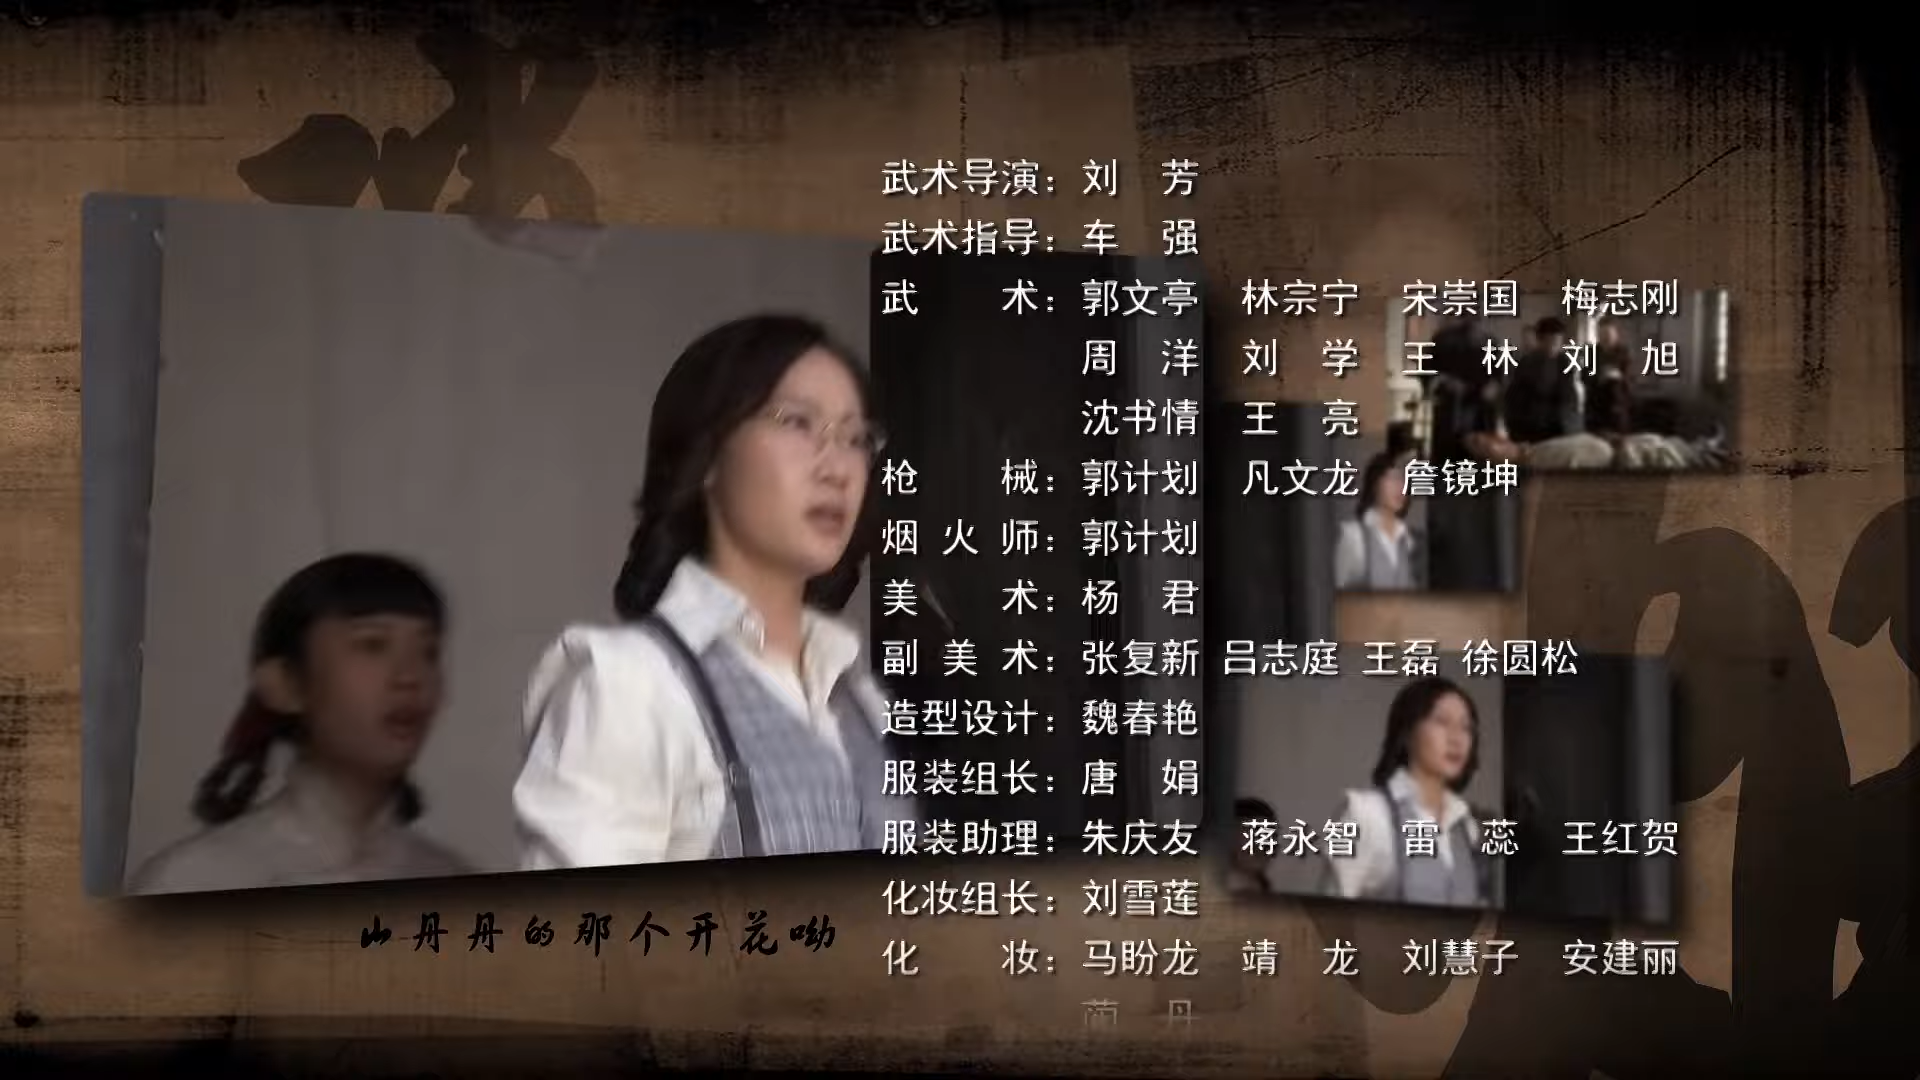 武术导演：刘 芳
武术指导：车 强
武 术：郭文亭 林宗宁 宋崇国 梅志刚
周 洋 刘 学 王 林 刘 旭
沈书情 王 亮
枪 械：郭计划 凡文龙 詹镜坤
烟火师：郭计划
美 术：杨 君
副美术：张复新 吕志庭 王磊 徐圆松
造型设计：魏春艳
服装组长：唐 娟
服装助理：朱庆友 蒋永智 雷 蕊 王红贺
化妆组长：刘雪莲
化 妆：马盼龙 靖 龙 刘慧子 安建丽
山丹丹的那个开花呦